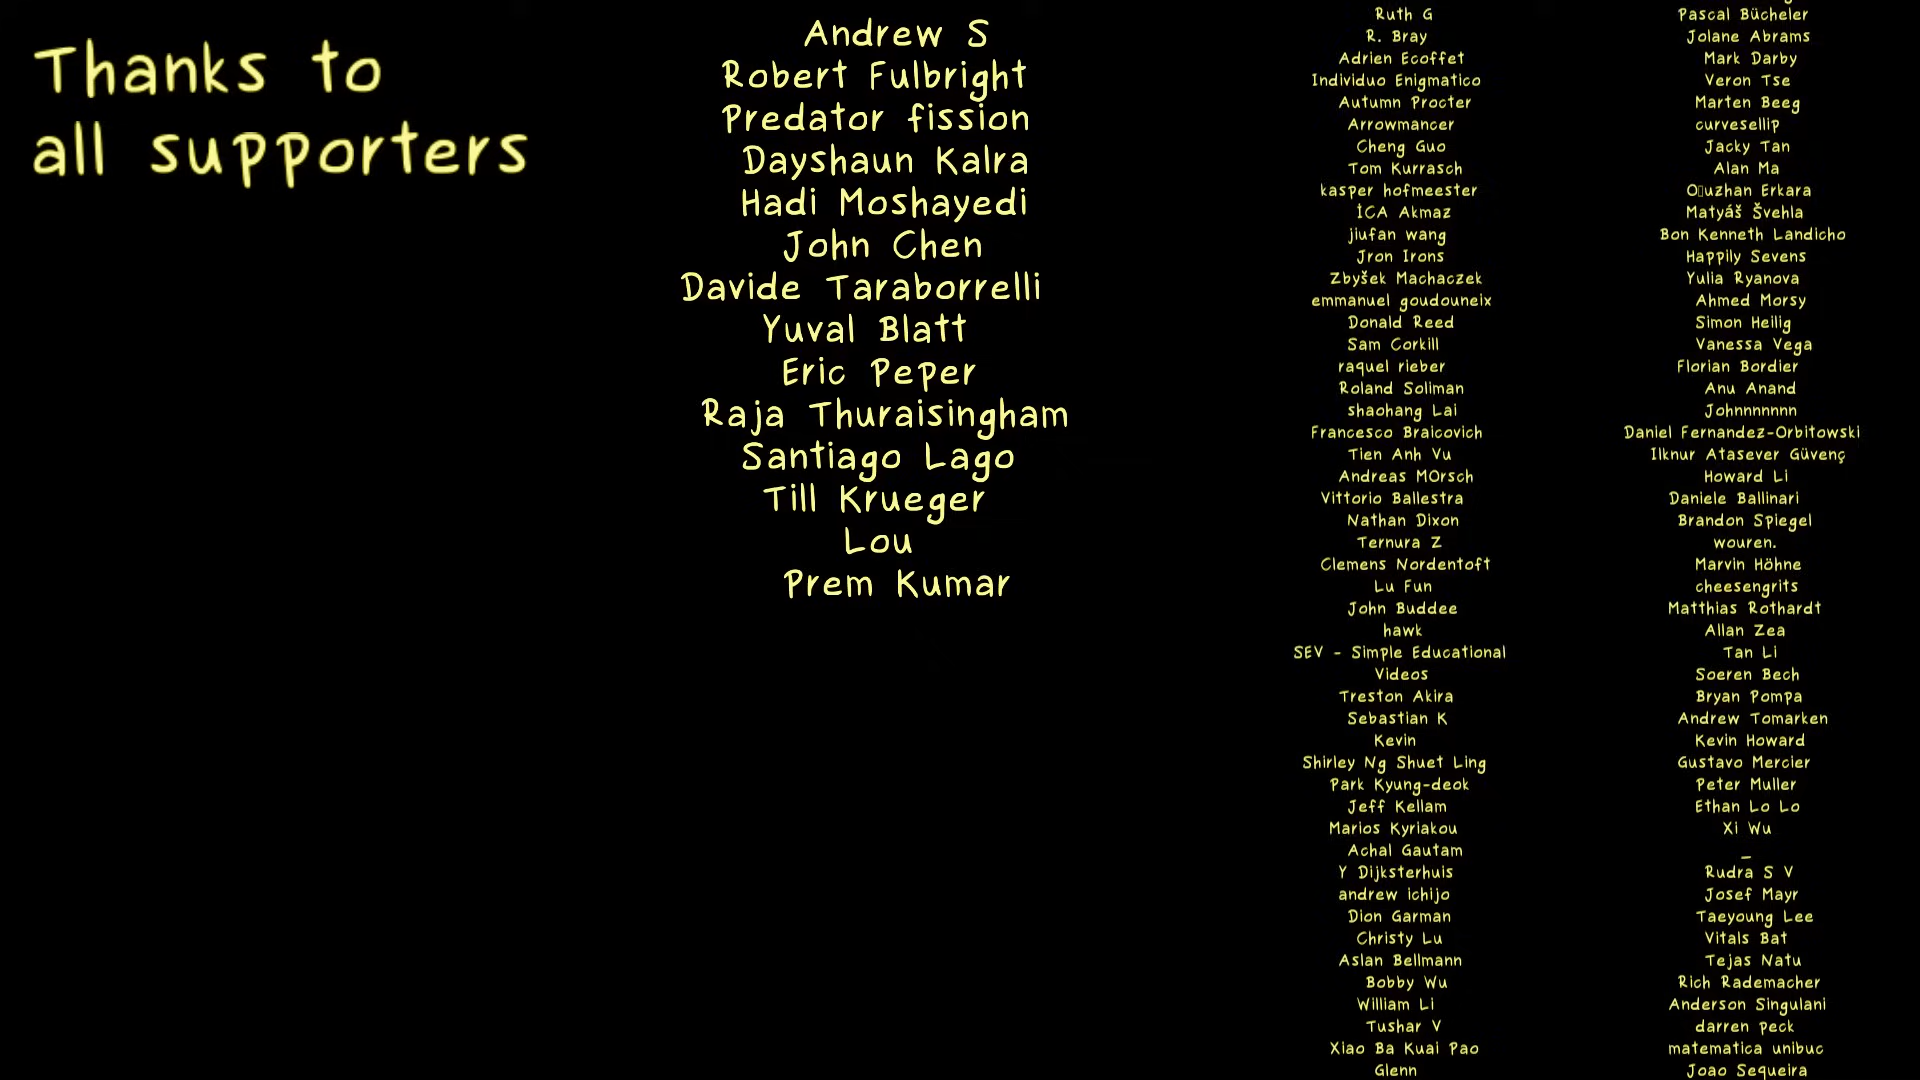 Thanks to
all supporters
Andrew S
Robert Fulbright
Predator fission
Dayshaun Kalra
Hadi Moshayedi
John Chen
Davide Taraborrelli
Yuval Blatt
Eric Peper
Raja Thuraisingham
Santiago Lago
Till Krueger
Lou
Prem Kumar
Ruth G
R. Bray
Adrien Ecoffet
Individuo Enigmatico
Autumn Procter
Arrowmancer
Cheng Guo
Tom Kurrasch
kasper hofmeester
İCA Akmaz
jiufan wang
Jron Irons
Zbyšek Machaczek
emmanuel goudouneix
Donald Reed
Sam Corkill
raquel rieber
Roland Soliman
shaohang Lai
Francesco Braicovich
Tien Anh Vu
Andreas MOrsch
Vittorio Ballestra
Nathan Dixon
Ternura Z
Clemens Nordentoft
Lu Fun
John Buddee
hawk
SEV - Simple Educational
Videos
Treston Akira
Sebastian K
Kevin
Shirley Ng Shuet Ling
Park Kyung-deok
Jeff Kellam
Marios Kyriakou
Achal Gautam
Y Dijksterhuis
andrew ichijo
Dion Garman
Christy Lu
Aslan Bellmann
Bobby Wu
William Li
Tushar V
Xiao Ba Kuai Pao
Glenn
Pascal Bücheler
Jolane Abrams
Mark Darby
Veron Tse
Marten Beeg
curvesellip
Jacky Tan
Alan Ma
O▯uzhan Erkara
Matyáš Švehla
Bon Kenneth Landicho
Happily Sevens
Yulia Ryanova
Ahmed Morsy
Simon Heilig
Vanessa Vega
Florian Bordier
Anu Anand
Johnnnnnnn
Daniel Fernandez-Orbitowski
Ilknur Atasever Güvenç
Howard Li
Daniele Ballinari
Brandon Spiegel
wouren.
Marvin Höhne
cheesengrits
Matthias Rothardt
Allan Zea
Tan Li
Soeren Bech
Bryan Pompa
Andrew Tomarken
Kevin Howard
Gustavo Mercier
Peter Muller
Ethan Lo Lo
Xi Wu
_
Rudra S V
Josef Mayr
Taeyoung Lee
Vitals Bat
Tejas Natu
Rich Rademacher
Anderson Singulani
darren peck
matematica unibuc
Joao Sequeira